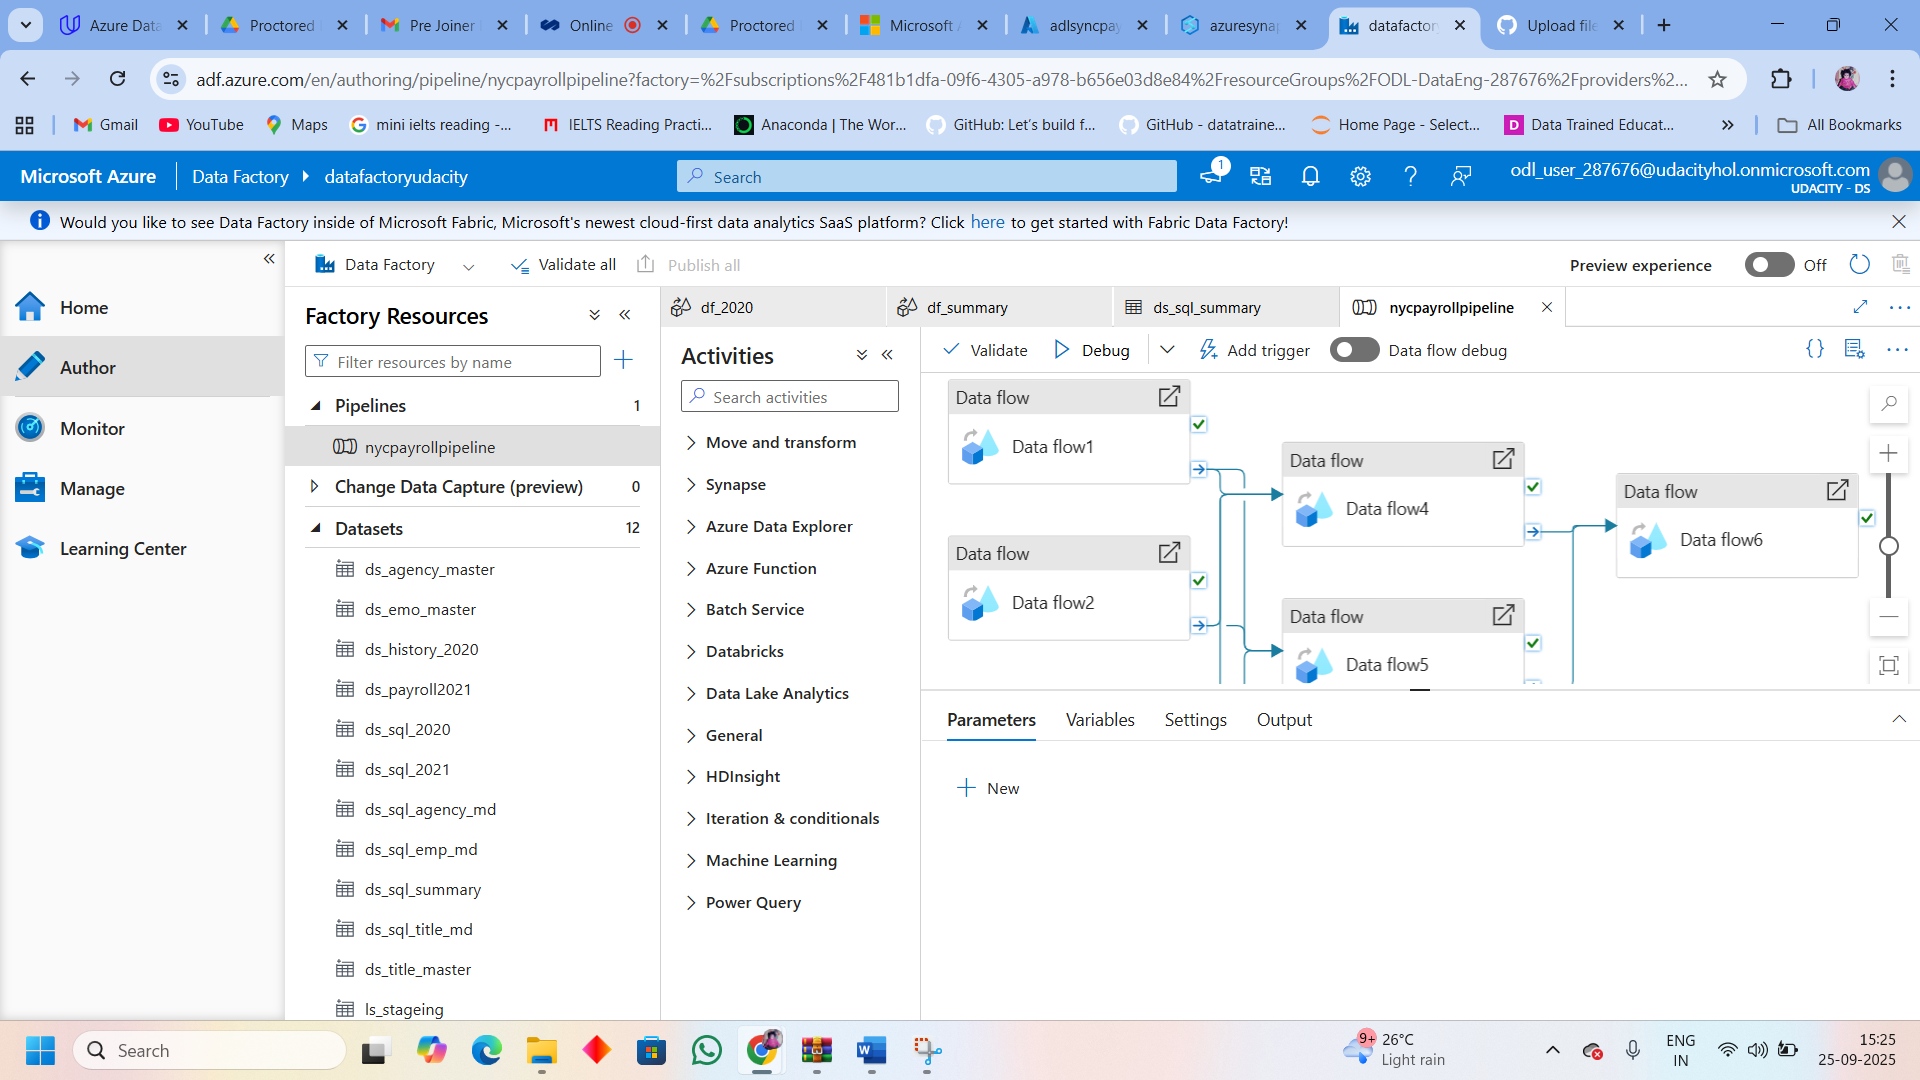 Azure Data
Proctored
Pre Joiner
Online
Proctored
Microsoft A
adlsyncpay
azuresynap
datafactory
Upload file
adf.azure.com/en/authoring/pipeline/nycpayrollpipeline?factory=%2Fsubscriptions%2F481b1dfa-09f6-4305-a978-b656e03d8e84%2FresourceGroups%2FODL-DataEng-287676%2Fproviders%2...
Gmail
YouTube
Maps
mini ielts reading -...
IELTS Reading Practi...
Anaconda | The Wor...
GitHub: Let's build f...
GitHub - datatraine...
Home Page - Select...
Data Trained Educat...
All Bookmarks
Microsoft Azure
Data Factory
datafactoryudacity
Search
1
odl_user_287676@udacityhol.onmicrosoft.com
UDACITY - DS
Would you like to see Data Factory inside of Microsoft Fabric, Microsoft's newest cloud-first data analytics SaaS platform? Click here to get started with Fabric Data Factory!
Data Factory
Validate all
Publish all
Preview experience
Off
Home
Author
Monitor
Manage
Learning Center
Factory Resources
Filter resources by name
Pipelines 1
nycpayrollpipeline
Change Data Capture (preview) 0
Datasets 12
ds_agency_master
ds_emo_master
ds_history_2020
ds_payroll2021
ds_sql_2020
ds_sql_2021
ds_sql_agency_md
ds_sql_emp_md
ds_sql_summary
ds_sql_title_md
ds_title_master
ls_stageing
df_2020
df_summary
ds_sql_summary
nycpayrollpipeline
Activities
Search activities
Move and transform
Synapse
Azure Data Explorer
Azure Function
Batch Service
Databricks
Data Lake Analytics
General
HDInsight
Iteration & conditionals
Machine Learning
Power Query
Validate
Debug
Add trigger
Data flow debug
Data flow
Data flow1
Data flow
Data flow2
Data flow
Data flow4
Data flow
Data flow5
Data flow
Data flow6
Parameters
Variables
Settings
Output
New
Search
9+
26°C
Light rain
ENG
IN
15:25
25-09-2025